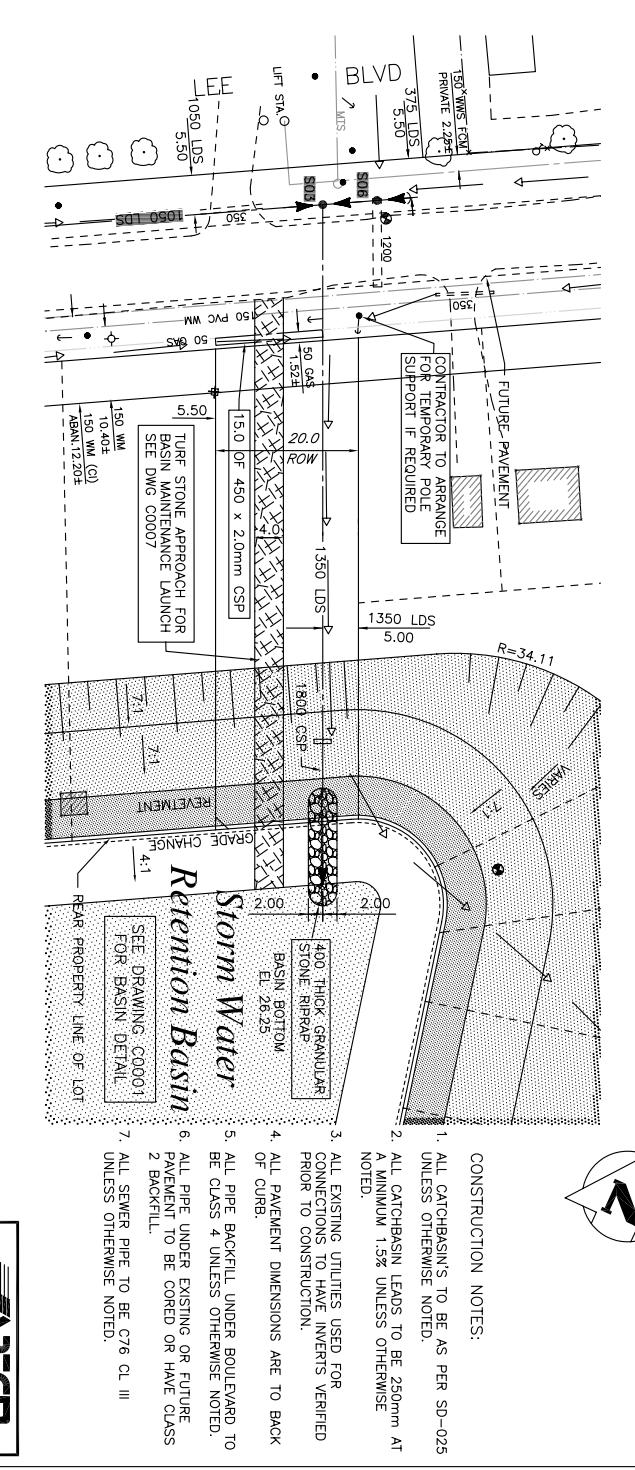 LEE
BLVD
LIFT STA.
MTS.
150 WWS FCM
PRIVATE 2.25±
375 LDS
5.50
1050 LDS
5.50
S03
S06
1050 LDS
350
1200
150 PVC WM
50 GAS
50 GAS
1.52±
350
FUTURE PAVEMENT
CONTRACTOR TO ARRANGE
FOR TEMPORARY POLE
SUPPORT IF REQUIRED
150 WM
10.40±
150 WM (CI)
ABAN.12.20±
5.50
20.0
ROW
15.0 OF 450 x 2.0mm CSP
TURF STONE APPROACH FOR
BASIN MAINTENANCE LAUNCH
SEE DWG C0007
4.0
1350 LDS
1350 LDS
5.00
R=34.11
1800 CSP
VARIES
7:1
7:1
7:1
REVETMENT
GRADE CHANGE
4:1
2.00
2.00
400 THICK GRANULAR
STONE RIPRAP
BASIN BOTTOM
EL 26.25
Storm Water
Retention Basin
SEE DRAWING C0001
FOR BASIN DETAIL
REAR PROPERTY LINE OF LOT
N
CONSTRUCTION NOTES:
1. ALL CATCHBASIN'S TO BE AS PER SD-025
UNLESS OTHERWISE NOTED.
2. ALL CATCHBASIN LEADS TO BE 250mm AT
A MINIMUM 1.5% UNLESS OTHERWISE
NOTED.
3. ALL EXISTING UTILITIES USED FOR
CONNECTIONS TO HAVE INVERTS VERIFIED
PRIOR TO CONSTRUCTION.
4. ALL PAVEMENT DIMENSIONS ARE TO BACK
OF CURB.
5. ALL PIPE BACKFILL UNDER BOULEVARD TO
BE CLASS 4 UNLESS OTHERWISE NOTED.
6. ALL PIPE UNDER EXISTING OR FUTURE
PAVEMENT TO BE CORED OR HAVE CLASS
2 BACKFILL.
7. ALL SEWER PIPE TO BE C76 CL III
UNLESS OTHERWISE NOTED.